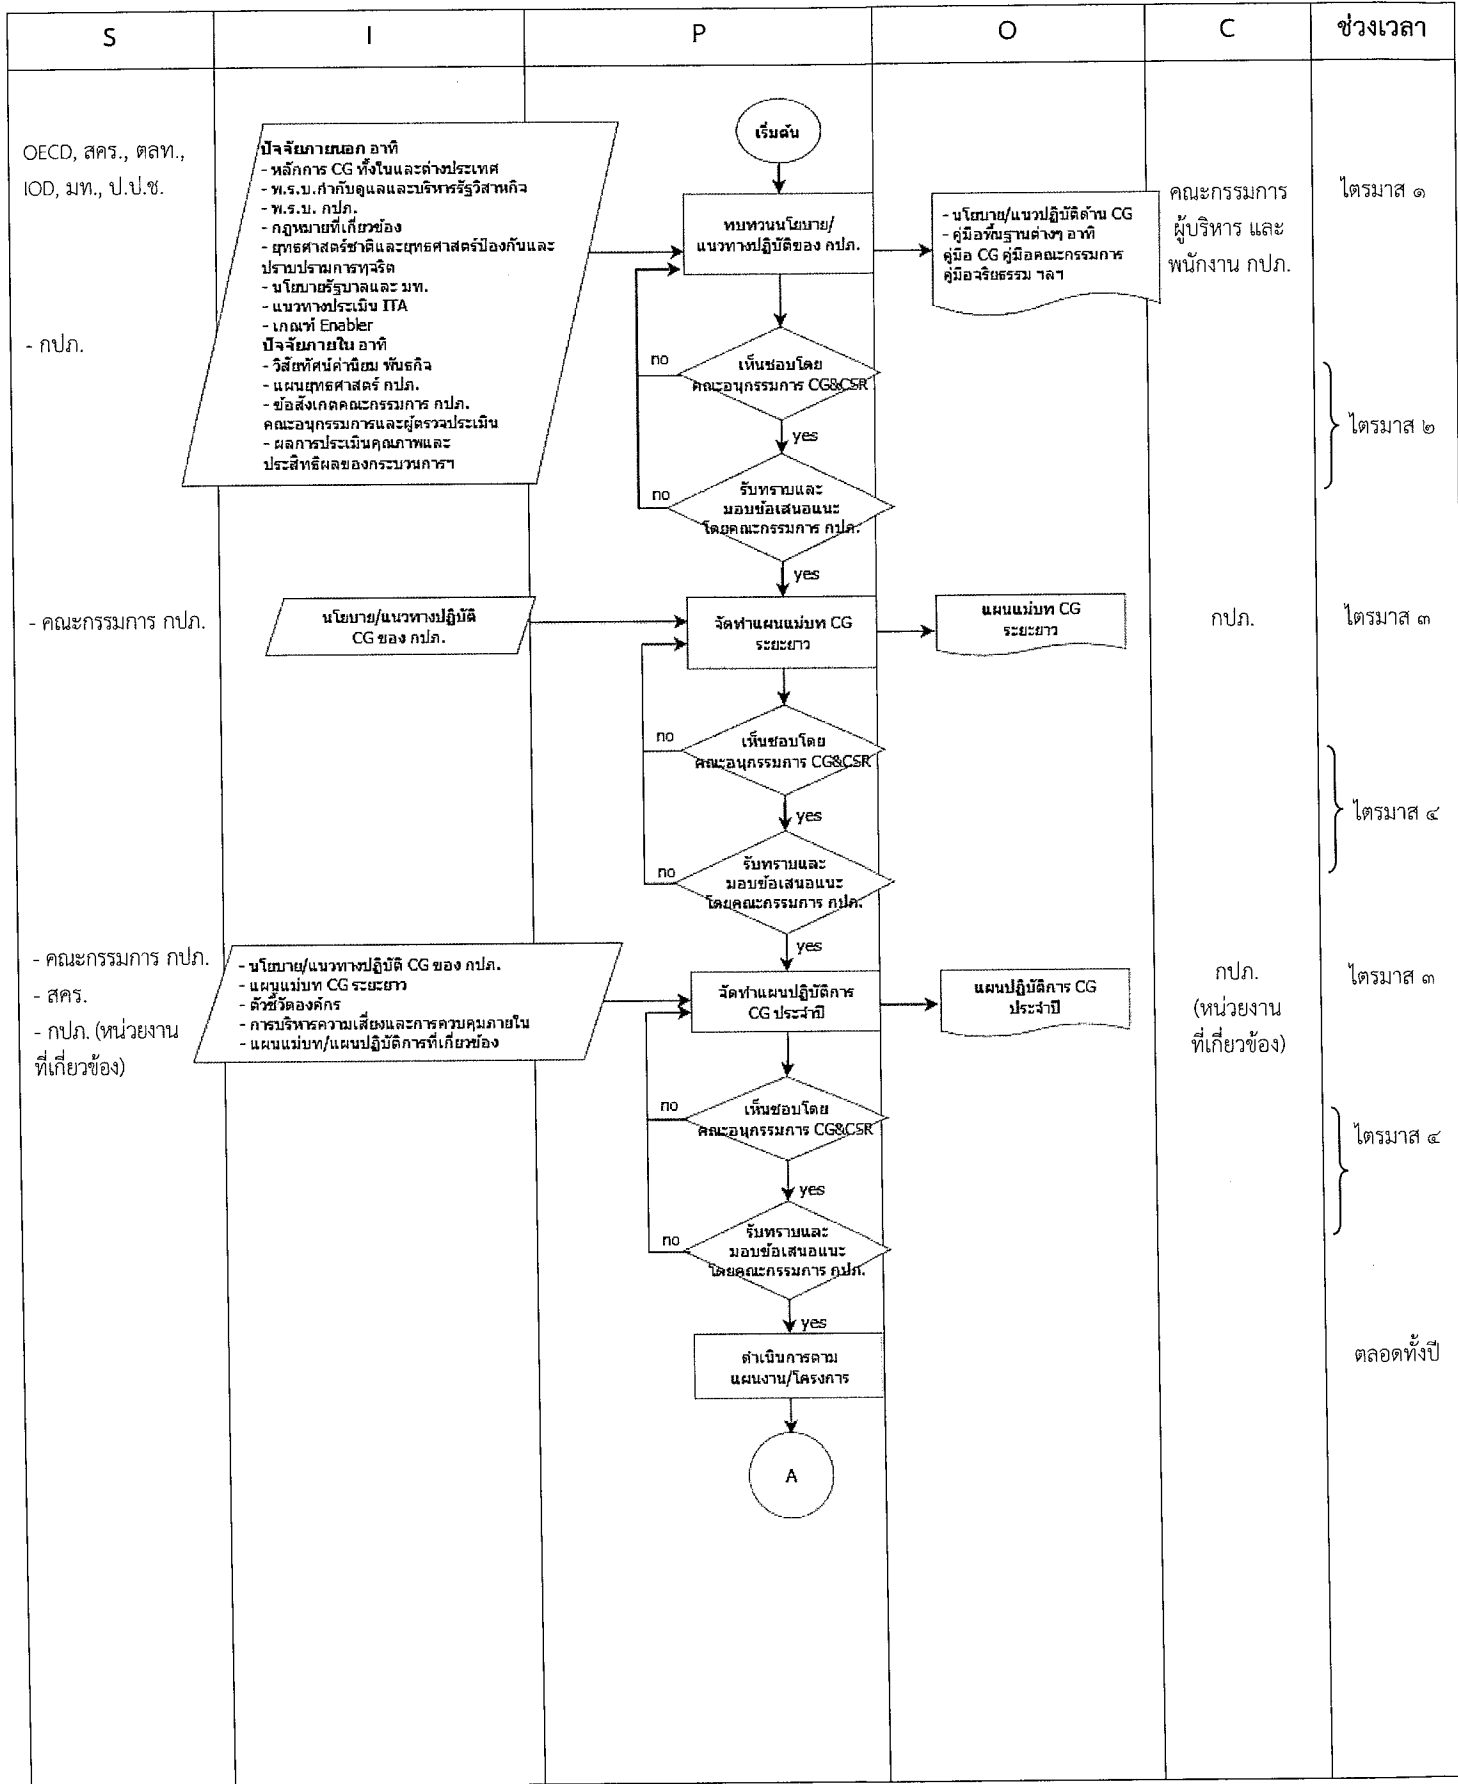 S
I
P
O
C
ช่วงเวลา
OECD, สคร., ตลท.,
IOD, มท., ป.ป.ช.
- กปภ.
ปัจจัยภายนอก อาทิ
- หลักการ CG ทั้งในและต่างประเทศ
- พ.ร.บ.กำกับดูแลและบริหารรัฐวิสาหกิจ
- พ.ร.บ. กปภ.
- กฎหมายที่เกี่ยวข้อง
- ยุทธศาสตร์ชาติและยุทธศาสตร์ป้องกันและ
ปราบปรามการทุจริต
- นโยบายรัฐบาลและ มท.
- แนวทางประเมิน ITA
- เกณฑ์ Enabler
ปัจจัยภายใน อาทิ
- วิสัยทัศน์ค่านิยม พันธกิจ
- แผนยุทธศาสตร์ กปภ.
- ข้อสังเกตคณะกรรมการ กปภ.
คณะอนุกรรมการและผู้ตรวจประเมิน
- ผลการประเมินคุณภาพและ
ประสิทธิผลของกระบวนการฯ
เริ่มต้น
ทบทวนนโยบาย/
แนวทางปฏิบัติของ กปภ.
- นโยบาย/แนวปฏิบัติด้าน CG
- คู่มือพื้นฐานต่างๆ อาทิ
คู่มือ CG คู่มือคณะกรรมการ
คู่มือจริยธรรม ฯลฯ
คณะกรรมการ
ผู้บริหาร และ
พนักงาน กปภ.
ไตรมาส ๑
no
เห็นชอบโดย
คณะอนุกรรมการ CG&CSR
yes
ไตรมาส ๒
no
รับทราบและ
มอบข้อเสนอแนะ
โดยคณะกรรมการ กปภ.
yes
- คณะกรรมการ กปภ.
นโยบาย/แนวทางปฏิบัติ
CG ของ กปภ.
จัดทำแผนแม่บท CG
ระยะยาว
แผนแม่บท CG
ระยะยาว
กปภ.
ไตรมาส ๓
no
เห็นชอบโดย
คณะอนุกรรมการ CG&CSR
yes
ไตรมาส ๔
no
รับทราบและ
มอบข้อเสนอแนะ
โดยคณะกรรมการ กปภ.
yes
- คณะกรรมการ กปภ.
- สคร.
- กปภ. (หน่วยงาน
ที่เกี่ยวข้อง)
- นโยบาย/แนวทางปฏิบัติ CG ของ กปภ.
- แผนแม่บท CG ระยะยาว
- ตัวชี้วัดองค์กร
- การบริหารความเสี่ยงและการควบคุมภายใน
- แผนแม่บท/แผนปฏิบัติการที่เกี่ยวข้อง
จัดทำแผนปฏิบัติการ
CG ประจำปี
แผนปฏิบัติการ CG
ประจำปี
กปภ.
(หน่วยงาน
ที่เกี่ยวข้อง)
ไตรมาส ๓
no
เห็นชอบโดย
คณะอนุกรรมการ CG&CSR
yes
ไตรมาส ๔
no
รับทราบและ
มอบข้อเสนอแนะ
โดยคณะกรรมการ กปภ.
yes
ดำเนินการตาม
แผนงาน/โครงการ
ตลอดทั้งปี
A